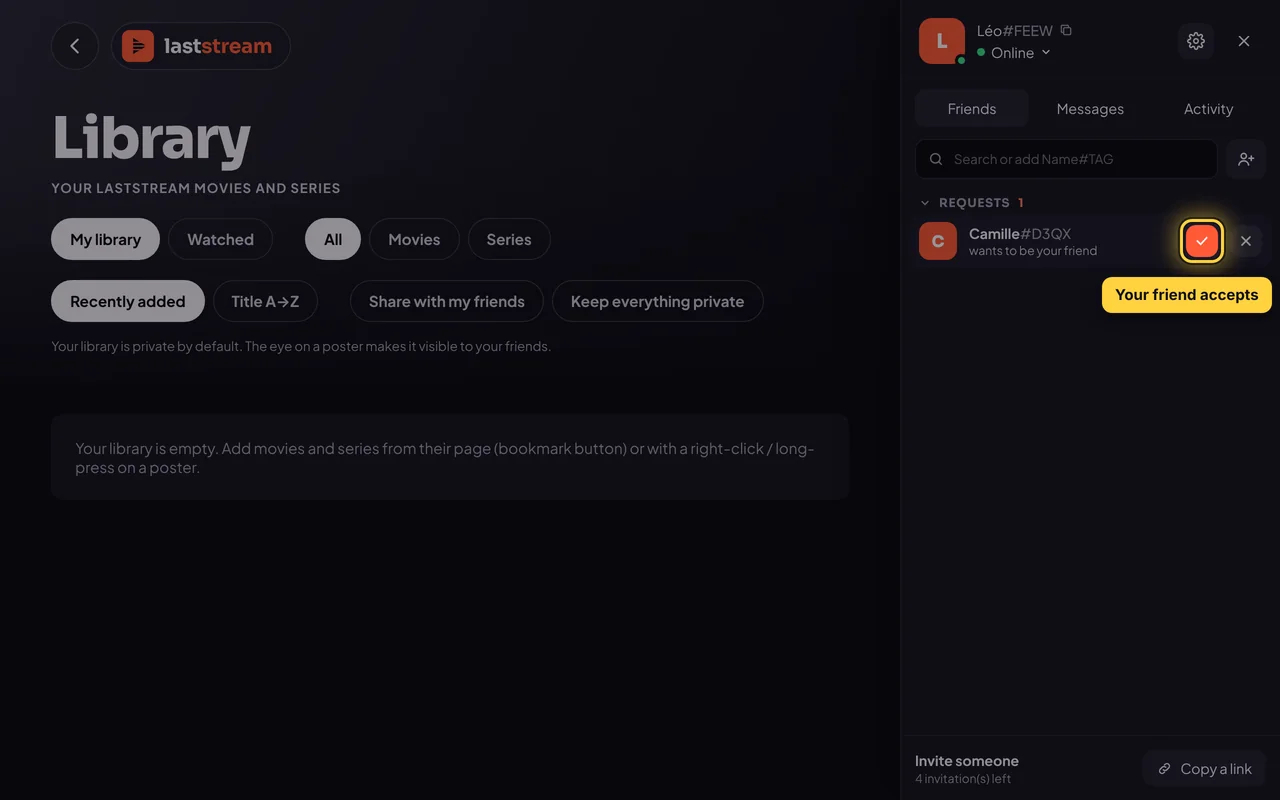 laststream
Library
YOUR LASTSTREAM MOVIES AND SERIES
My library
Watched
All
Movies
Series
Recently added
Title A→Z
Share with my friends
Keep everything private
Your library is private by default. The eye on a poster makes it visible to your friends.
Your library is empty. Add movies and series from their page (bookmark button) or with a right-click / long-
press on a poster.
L
Léo#FEEW
Online
Friends
Messages
Activity
Search or add Name#TAG
REQUESTS 1
C
Camille#D3QX
wants to be your friend
Your friend accepts
Invite someone
4 invitation(s) left
Copy a link